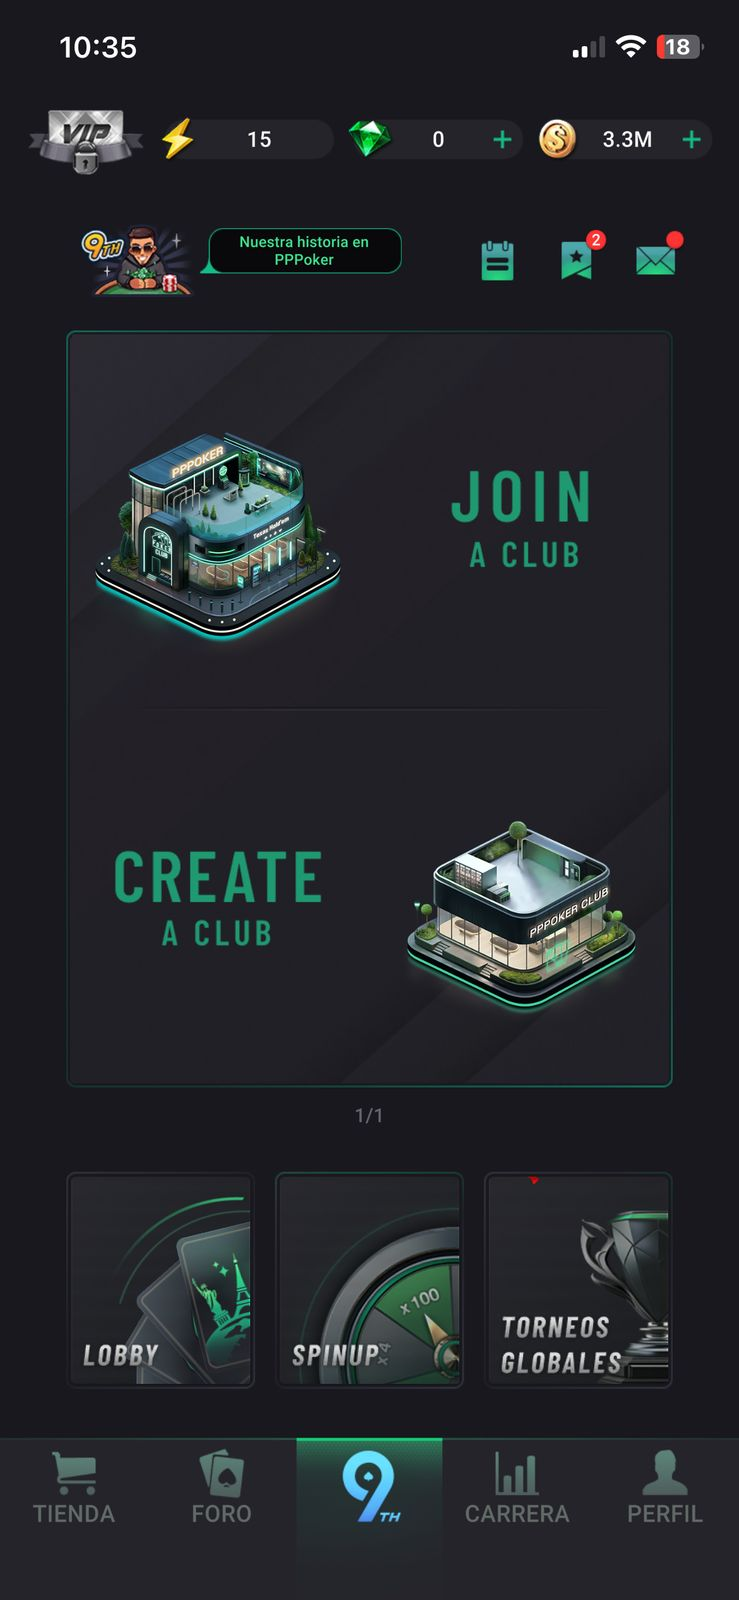 10:35
18
VIP
15
0
+
3.3M
+
9TH
Nuestra historia en
PPPoker
2
PPPOKER
Texas Hold'em
JOIN
A CLUB
CREATE
A CLUB
PPPOKER CLUB
1/1
LOBBY
x 100
x4
SPINUP
TORNEOS
GLOBALES
TIENDA
FORO
9TH
CARRERA
PERFIL